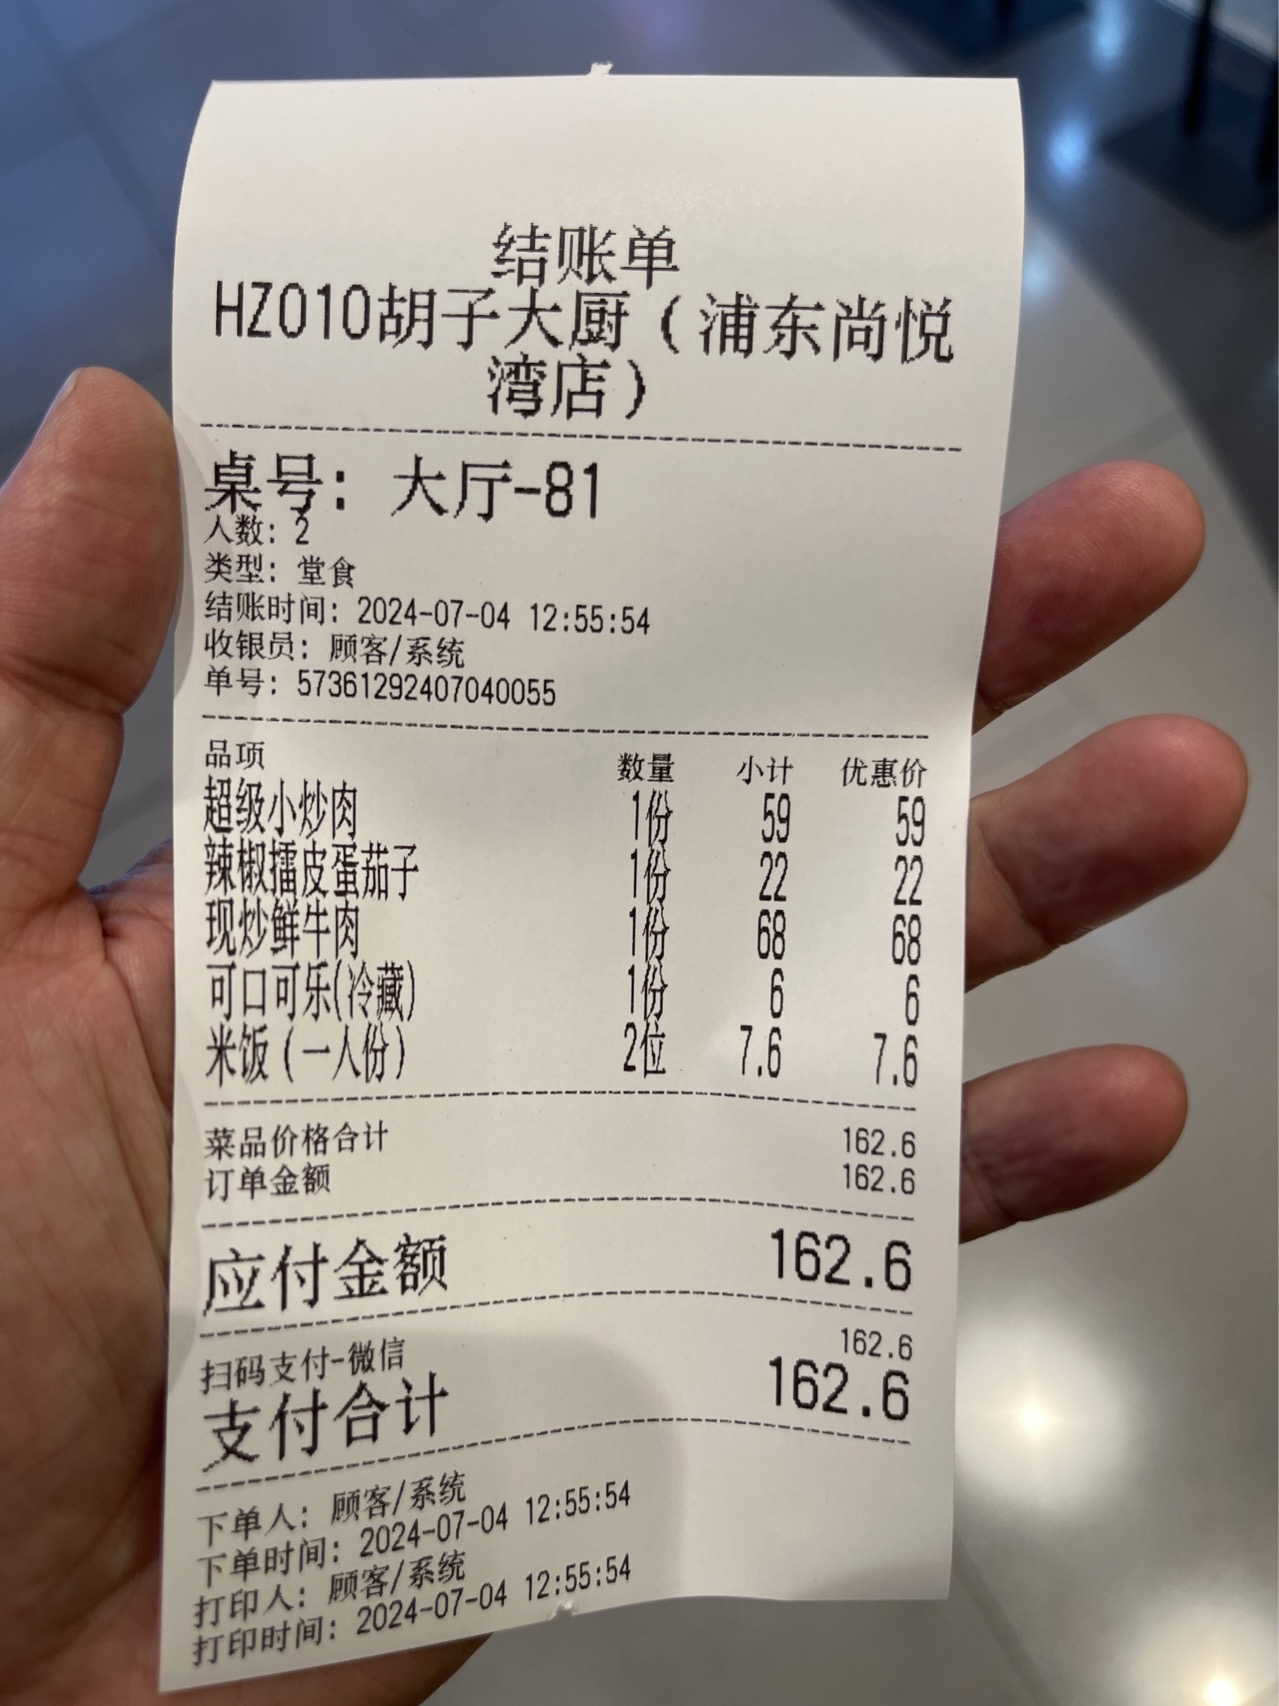 结账单
HZ010胡子大厨（浦东尚悦
湾店）
桌号： 大厅-81
人数：2
类型：堂食
结账时间：2024-07-04 12:55:54
收银员：顾客/系统
单号：573612924070040055
品项 数量 小计 优惠价
超级小炒肉 1份 59 59
辣椒擂皮蛋茄子 1份 22 22
现炒鲜牛肉 1份 68 68
可口可乐(冷藏) 1份 6 6
米饭（一人份） 2位 7.6 7.6
菜品价格合计 162.6
订单金额 162.6
应付金额 162.6
扫码支付-微信 162.6
支付合计 162.6
下单人：顾客/系统
下单时间：2024-07-04 12:55:54
打印人：顾客/系统
打印时间：2024-07-04 12:55:54